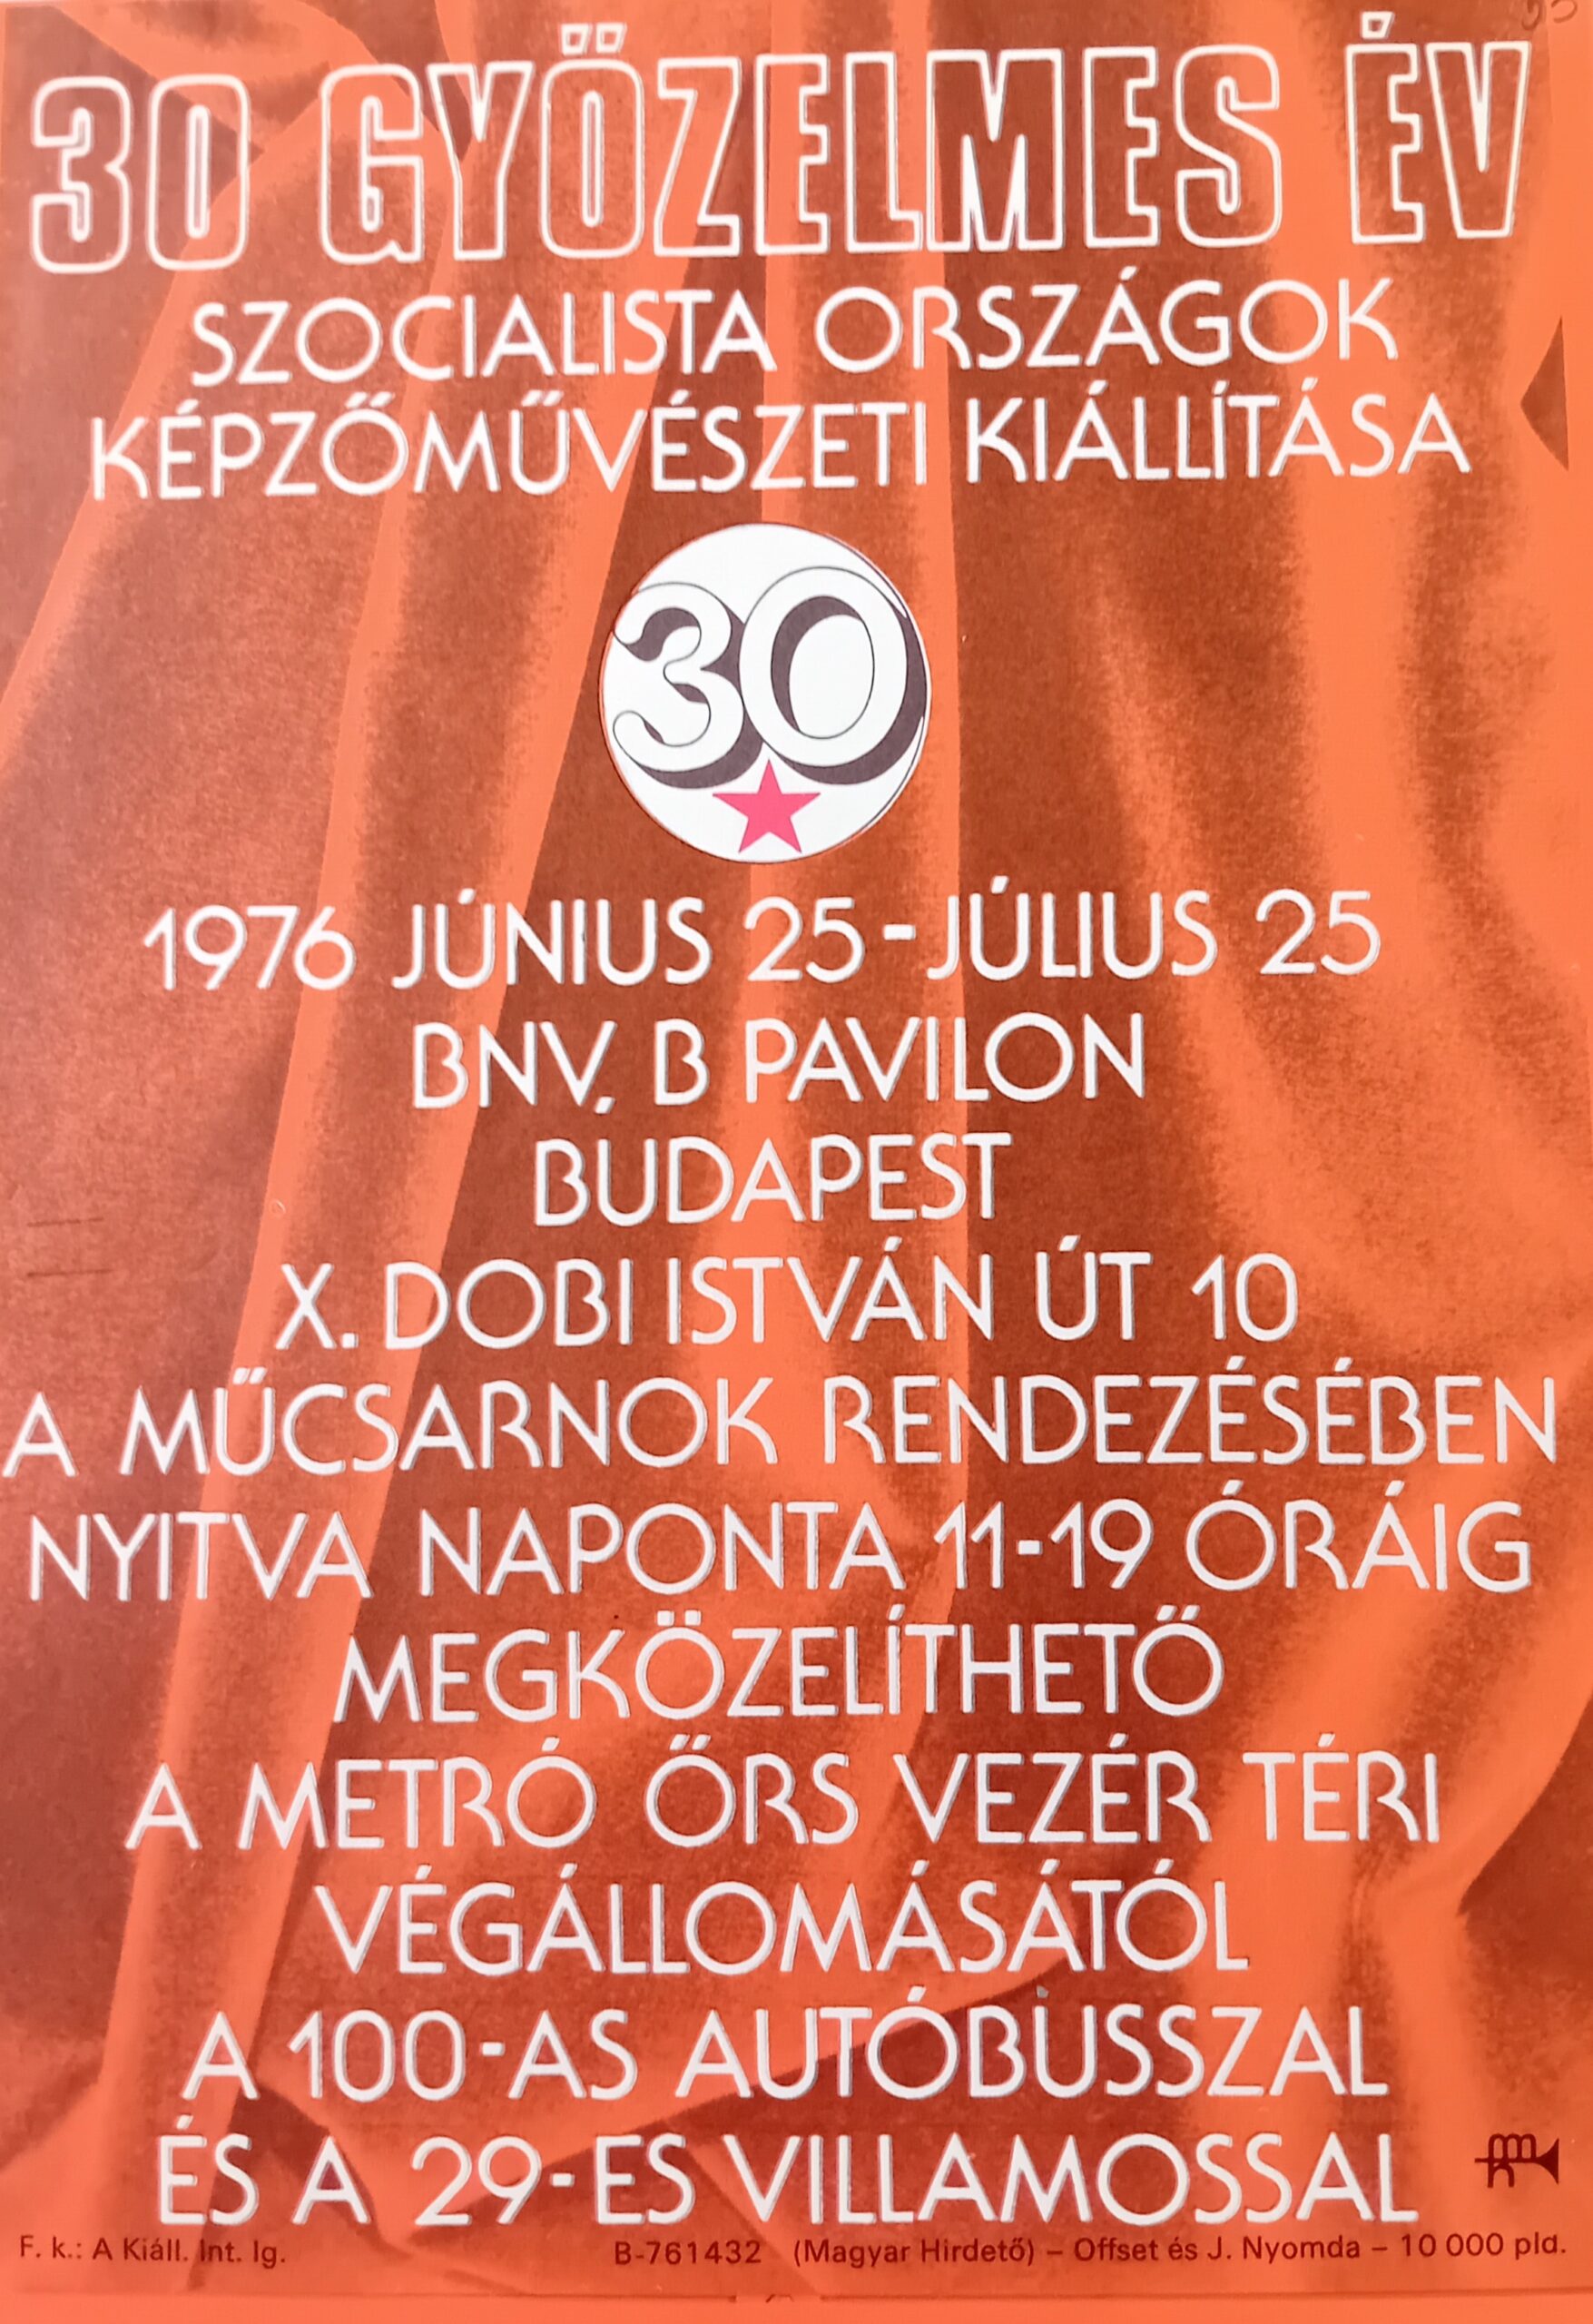 30 GYŐZELMES ÉV
SZOCIALISTA ORSZÁGOK
KÉPZŐMŰVÉSZETI KIÁLLÍTÁSA
30
1976 JÚNIUS 25-JÚLIUS 25
BNV, B PAVILON
BUDAPEST
X. DOBI ISTVÁN ÚT 10
A MŰCSARNOK RENDEZÉSÉBEN
NYITVA NAPONTA 11-19 ÓRÁIG
MEGKÖZELÍTHETŐ
A METRÓ ŐRS VEZÉR TÉRI
VÉGÁLLOMÁSÁTÓL
A 100-AS AUTÓBUSSZAL
ÉS A 29-ES VILLAMOSSAL
F. k.: A Kiáll. Int. Ig. B-761432 (Magyar Hirdető) – Offset és J. Nyomda – 10 000 pld.